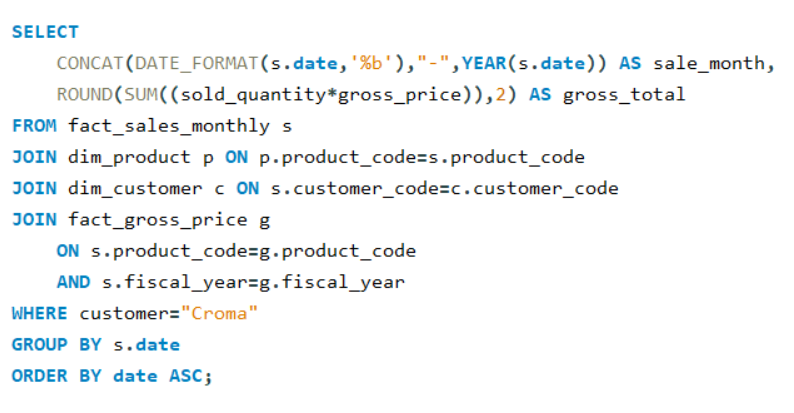 SELECT
CONCAT(DATE_FORMAT(s.date,'%b'),"-",YEAR(s.date)) AS sale_month,
ROUND(SUM((sold_quantity*gross_price)),2) AS gross_total
FROM fact_sales_monthly s
JOIN dim_product p ON p.product_code=s.product_code
JOIN dim_customer c ON s.customer_code=c.customer_code
JOIN fact_gross_price g
ON s.product_code=g.product_code
AND s.fiscal_year=g.fiscal_year
WHERE customer="Croma"
GROUP BY s.date
ORDER BY date ASC;